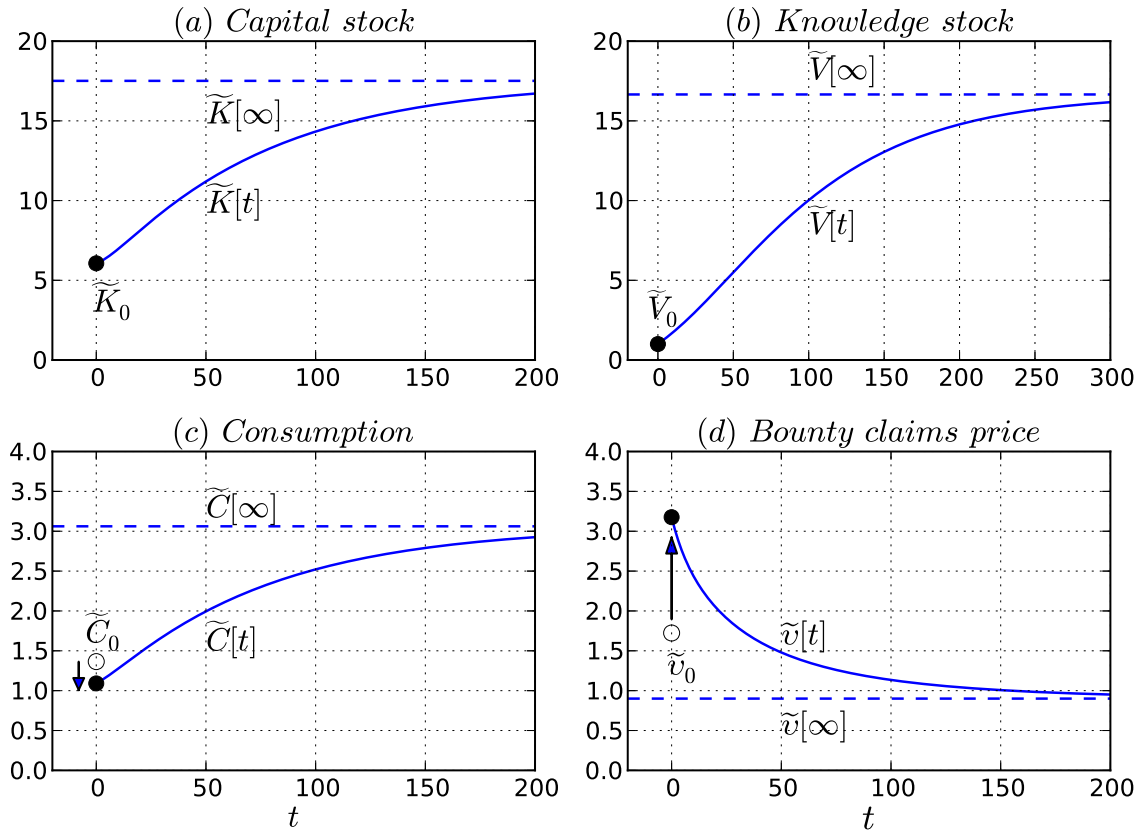 (a) Capital stock
20
15
10
5
0
K̃[∞]
K̃[t]
K̃₀
0 50 100 150 200
(b) Knowledge stock
20
15
10
5
0
Ṽ[∞]
Ṽ[t]
Ṽ₀
0 50 100 150 200 250 300
(c) Consumption
4.0
3.5
3.0
2.5
2.0
1.5
1.0
0.5
0.0
C̃[∞]
C̃₀
C̃[t]
0 50 100 150 200
t
(d) Bounty claims price
4.0
3.5
3.0
2.5
2.0
1.5
1.0
0.5
0.0
ṽ[t]
ṽ₀
ṽ[∞]
0 50 100 150 200
t